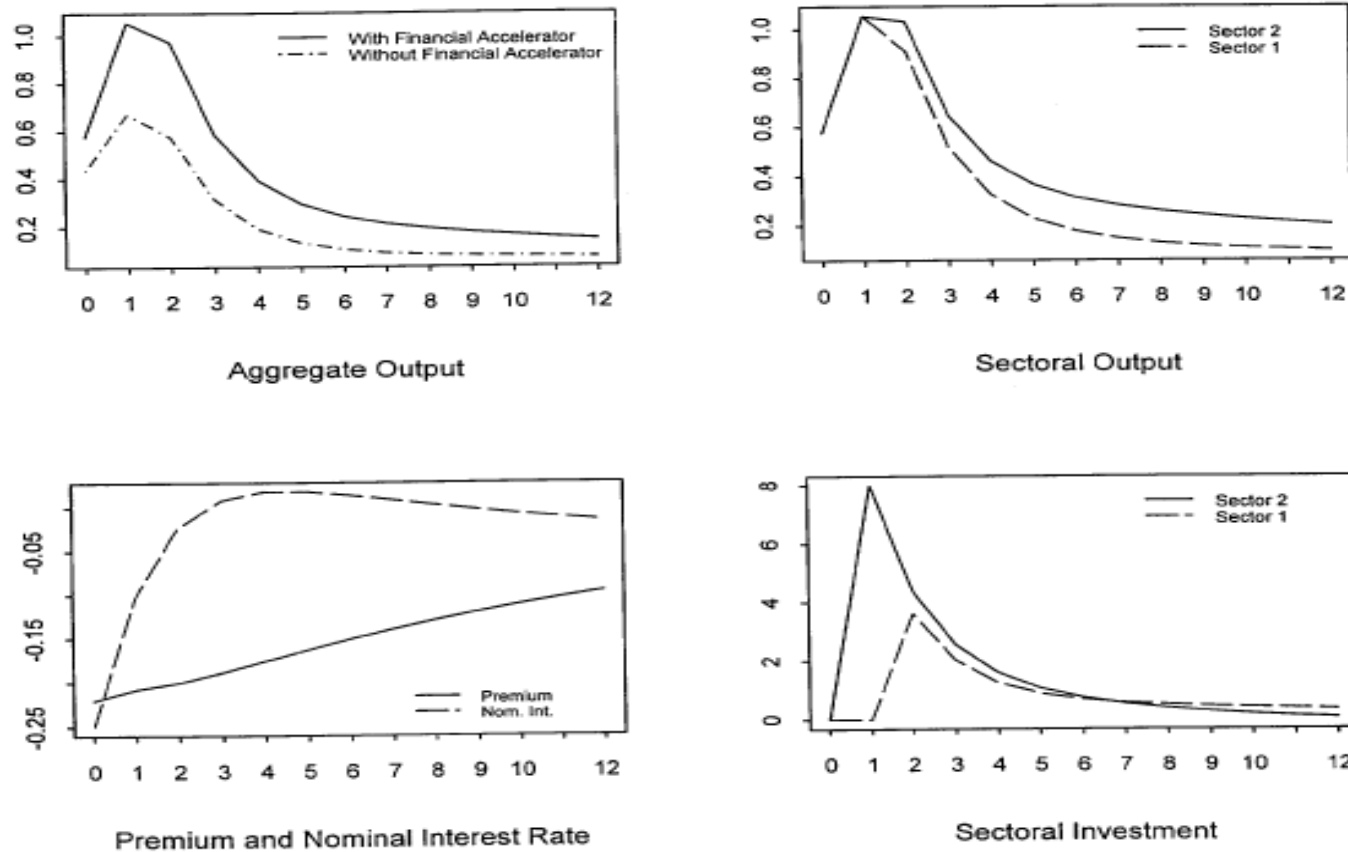 1.0
0.8
0.6
0.4
0.2
With Financial Accelerator
Without Financial Accelerator
0 1 2 3 4 5 6 7 8 9 10 12
Aggregate Output
1.0
0.8
0.6
0.4
0.2
Sector 2
Sector 1
0 1 2 3 4 5 6 7 8 9 10 12
Sectoral Output
-0.05
-0.15
-0.25
Premium
Nom. Int.
0 1 2 3 4 5 6 7 8 9 10 12
Premium and Nominal Interest Rate
8
6
4
2
0
Sector 2
Sector 1
0 1 2 3 4 5 6 7 8 9 10 12
Sectoral Investment